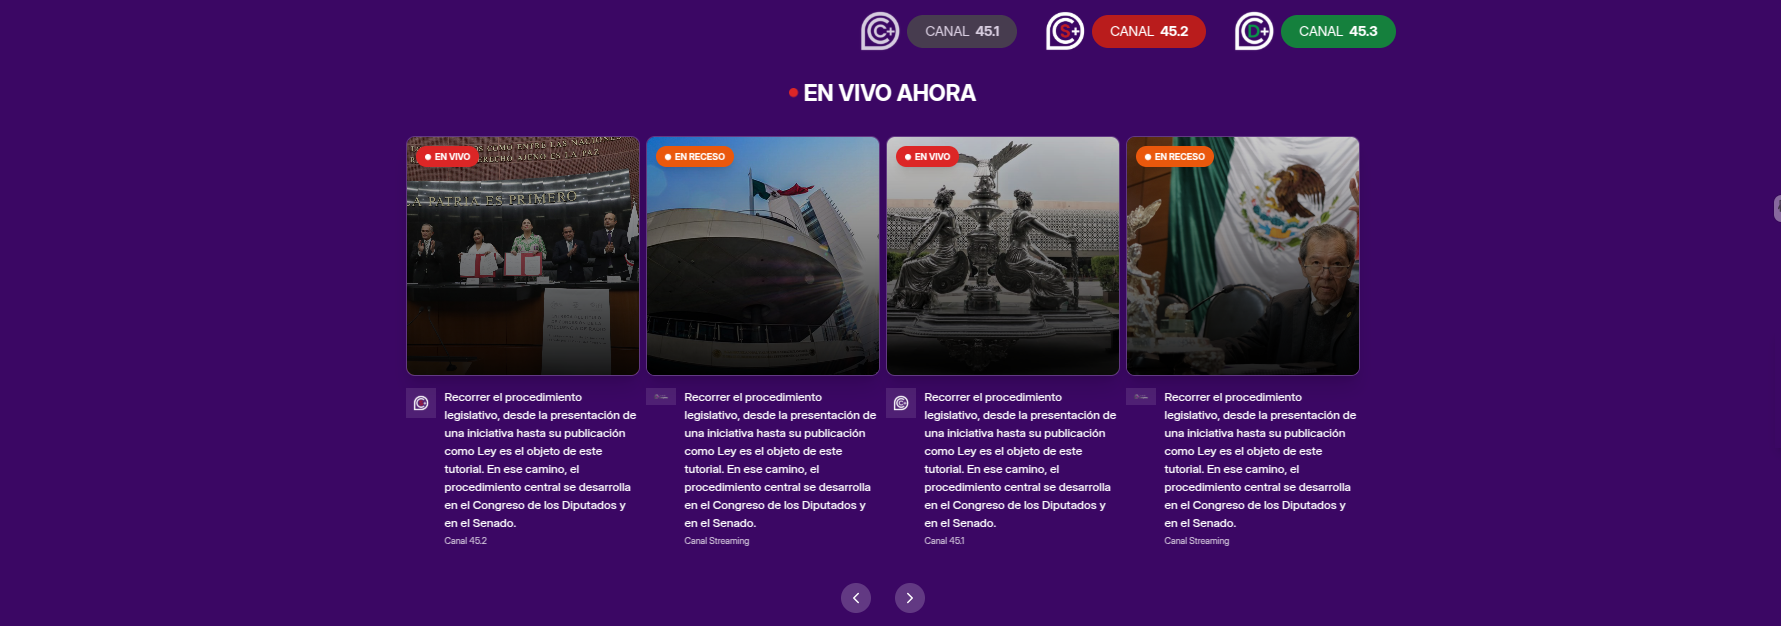 CANAL 45.1
CANAL 45.2
CANAL 45.3
EN VIVO AHORA
EN VIVO
COMO ENTRE LAS NACIONES
DERECHO AJENO ES LA PAZ
LA PATRIA ES PRIMERO
EN RECESO
EN VIVO
EN RECESO
Recorrer el procedimiento
legislativo, desde la presentación de
una iniciativa hasta su publicación
como Ley es el objeto de este
tutorial. En ese camino, el
procedimiento central se desarrolla
en el Congreso de los Diputados y
en el Senado.
Canal 45.2
Recorrer el procedimiento
legislativo, desde la presentación de
una iniciativa hasta su publicación
como Ley es el objeto de este
tutorial. En ese camino, el
procedimiento central se desarrolla
en el Congreso de los Diputados y
en el Senado.
Canal Streaming
Recorrer el procedimiento
legislativo, desde la presentación de
una iniciativa hasta su publicación
como Ley es el objeto de este
tutorial. En ese camino, el
procedimiento central se desarrolla
en el Congreso de los Diputados y
en el Senado.
Canal 45.1
Recorrer el procedimiento
legislativo, desde la presentación de
una iniciativa hasta su publicación
como Ley es el objeto de este
tutorial. En ese camino, el
procedimiento central se desarrolla
en el Congreso de los Diputados y
en el Senado.
Canal Streaming